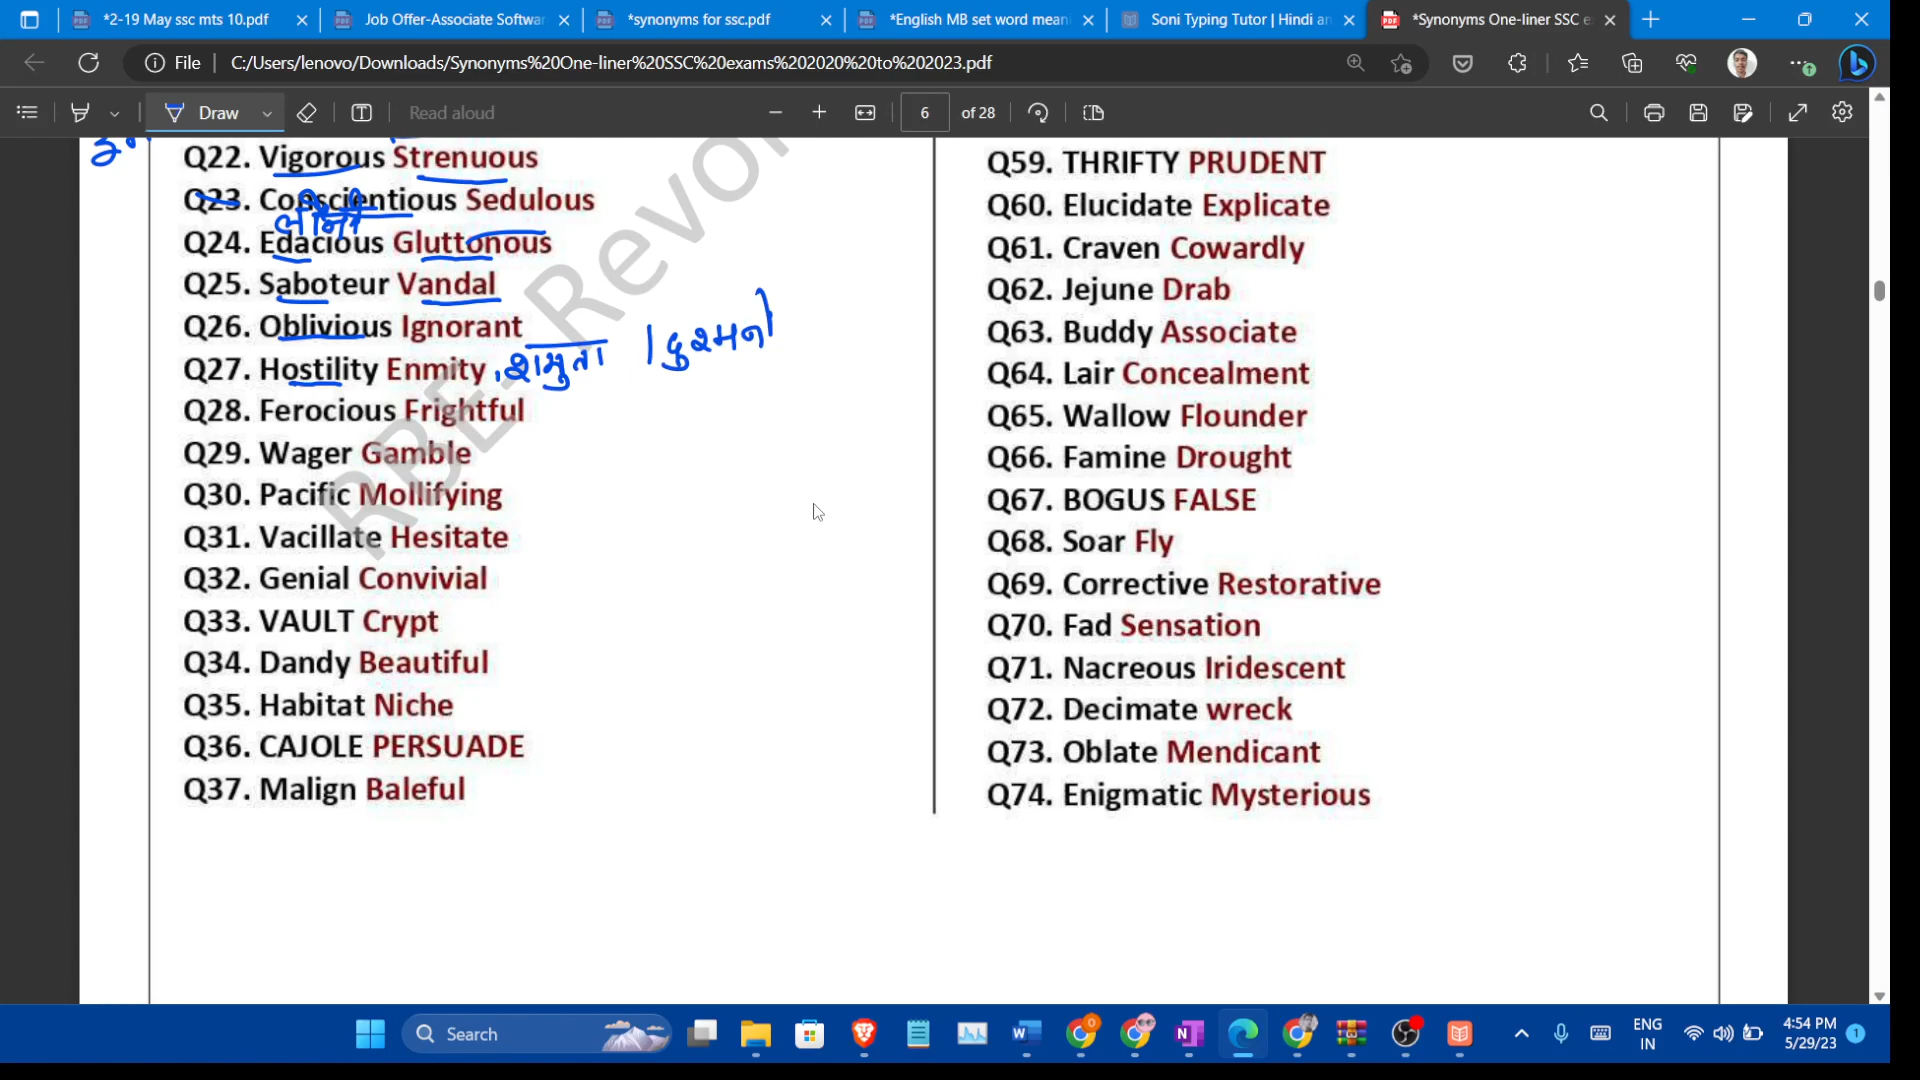 *2-19 May ssc mts 10.pdf
Job Offer-Associate Softwa
*synonyms for ssc.pdf
*English MB set word mean
Soni Typing Tutor | Hindi an
*Synonyms One-liner SSC e
File
C:/Users/lenovo/Downloads/Synonyms%20One-liner%20SSC%20exams%202020%20to%202023.pdf
Draw
Read aloud
6 of 28
Q22. Vigorous Strenuous
Q23. Conscientious Sedulous
Q24. Edacious Gluttonous
Q25. Saboteur Vandal
Q26. Oblivious Ignorant
Q27. Hostility Enmity
Q28. Ferocious Frightful
Q29. Wager Gamble
Q30. Pacific Mollifying
Q31. Vacillate Hesitate
Q32. Genial Convivial
Q33. VAULT Crypt
Q34. Dandy Beautiful
Q35. Habitat Niche
Q36. CAJOLE PERSUADE
Q37. Malign Baleful
RBE
Q59. THRIFTY PRUDENT
Q60. Elucidate Explicate
Q61. Craven Cowardly
Q62. Jejune Drab
Q63. Buddy Associate
Q64. Lair Concealment
Q65. Wallow Flounder
Q66. Famine Drought
Q67. BOGUS FALSE
Q68. Soar Fly
Q69. Corrective Restorative
Q70. Fad Sensation
Q71. Nacreous Iridescent
Q72. Decimate wreck
Q73. Oblate Mendicant
Q74. Enigmatic Mysterious
Search
ENG
IN
4:54 PM
5/29/23
1